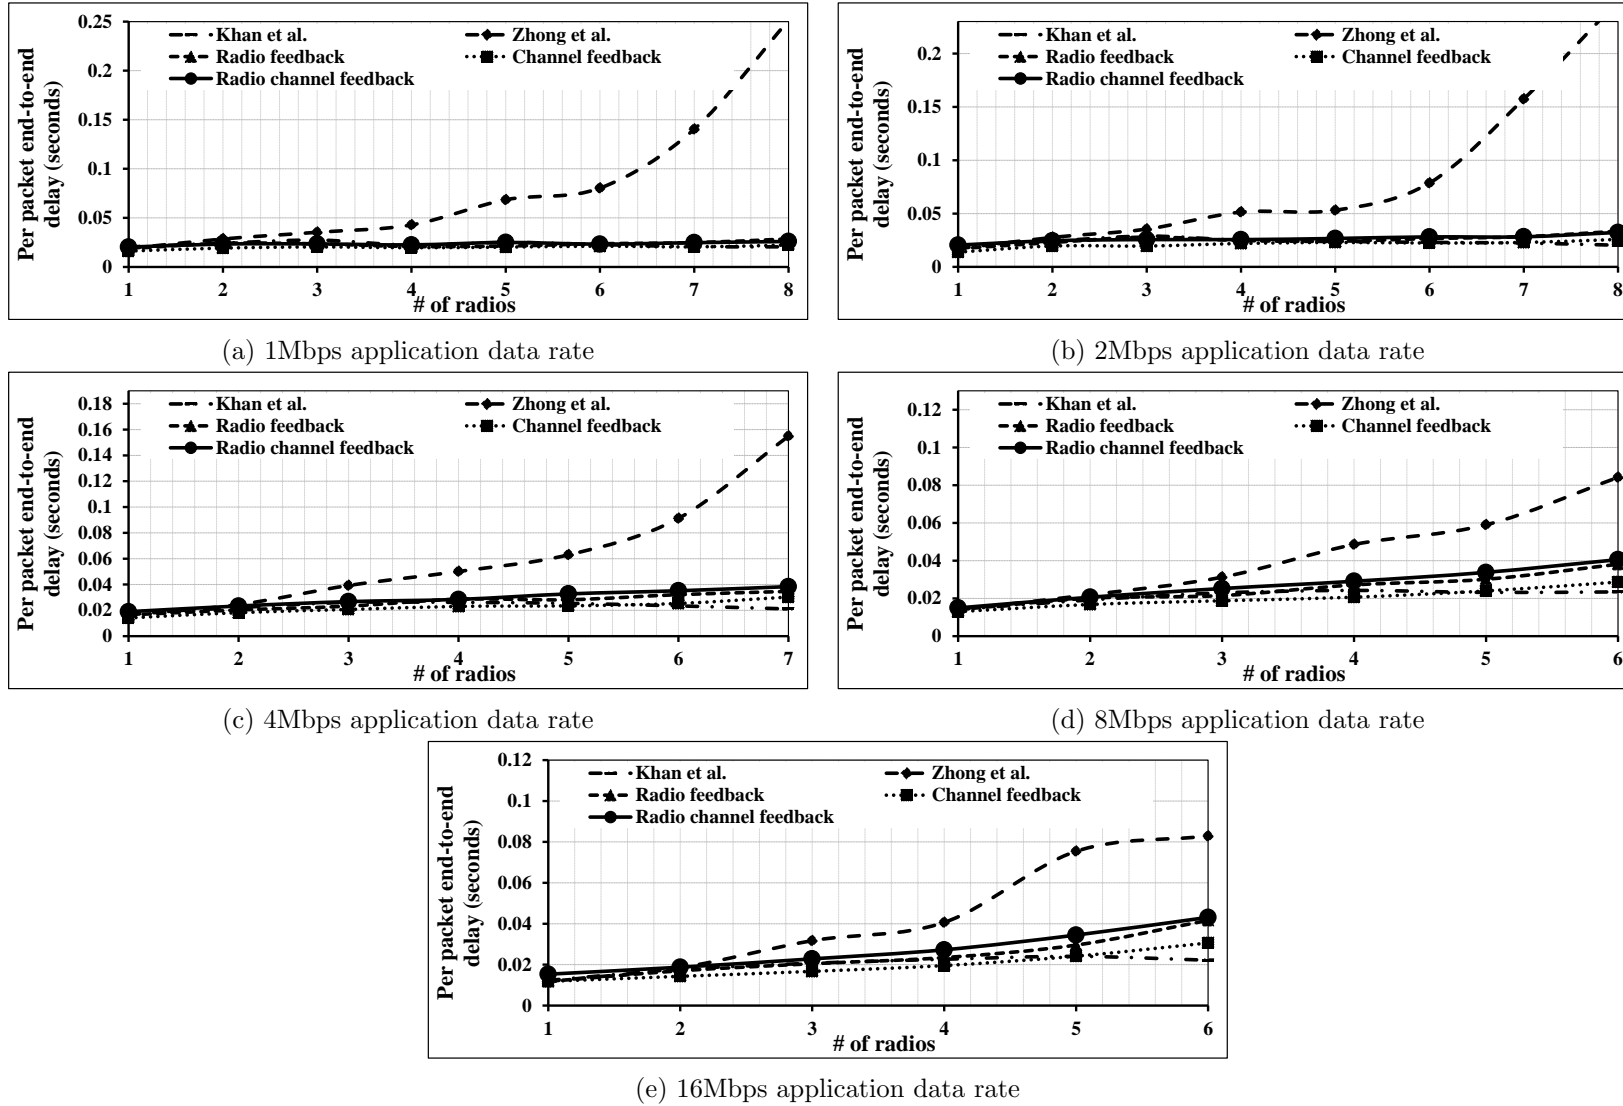 0.25
0.2
0.15
0.1
0.05
0
Per packet end-to-end
delay (seconds)
Khan et al.
Zhong et al.
Radio feedback
Channel feedback
Radio channel feedback
1 2 3 4 5 6 7 8
# of radios
(a) 1Mbps application data rate
0.2
0.15
0.1
0.05
0
Per packet end-to-end
delay (seconds)
Khan et al.
Zhong et al.
Radio feedback
Channel feedback
Radio channel feedback
1 2 3 4 5 6 7 8
# of radios
(b) 2Mbps application data rate
0.18
0.16
0.14
0.12
0.1
0.08
0.06
0.04
0.02
0
Per packet end-to-end
delay (seconds)
Khan et al.
Zhong et al.
Radio feedback
Channel feedback
Radio channel feedback
1 2 3 4 5 6 7
# of radios
(c) 4Mbps application data rate
0.12
0.1
0.08
0.06
0.04
0.02
0
Per packet end-to-end
delay (seconds)
Khan et al.
Zhong et al.
Radio feedback
Channel feedback
Radio channel feedback
1 2 3 4 5 6
# of radios
(d) 8Mbps application data rate
0.12
0.1
0.08
0.06
0.04
0.02
0
Per packet end-to-end
delay (seconds)
Khan et al.
Zhong et al.
Radio feedback
Channel feedback
Radio channel feedback
1 2 3 4 5 6
# of radios
(e) 16Mbps application data rate